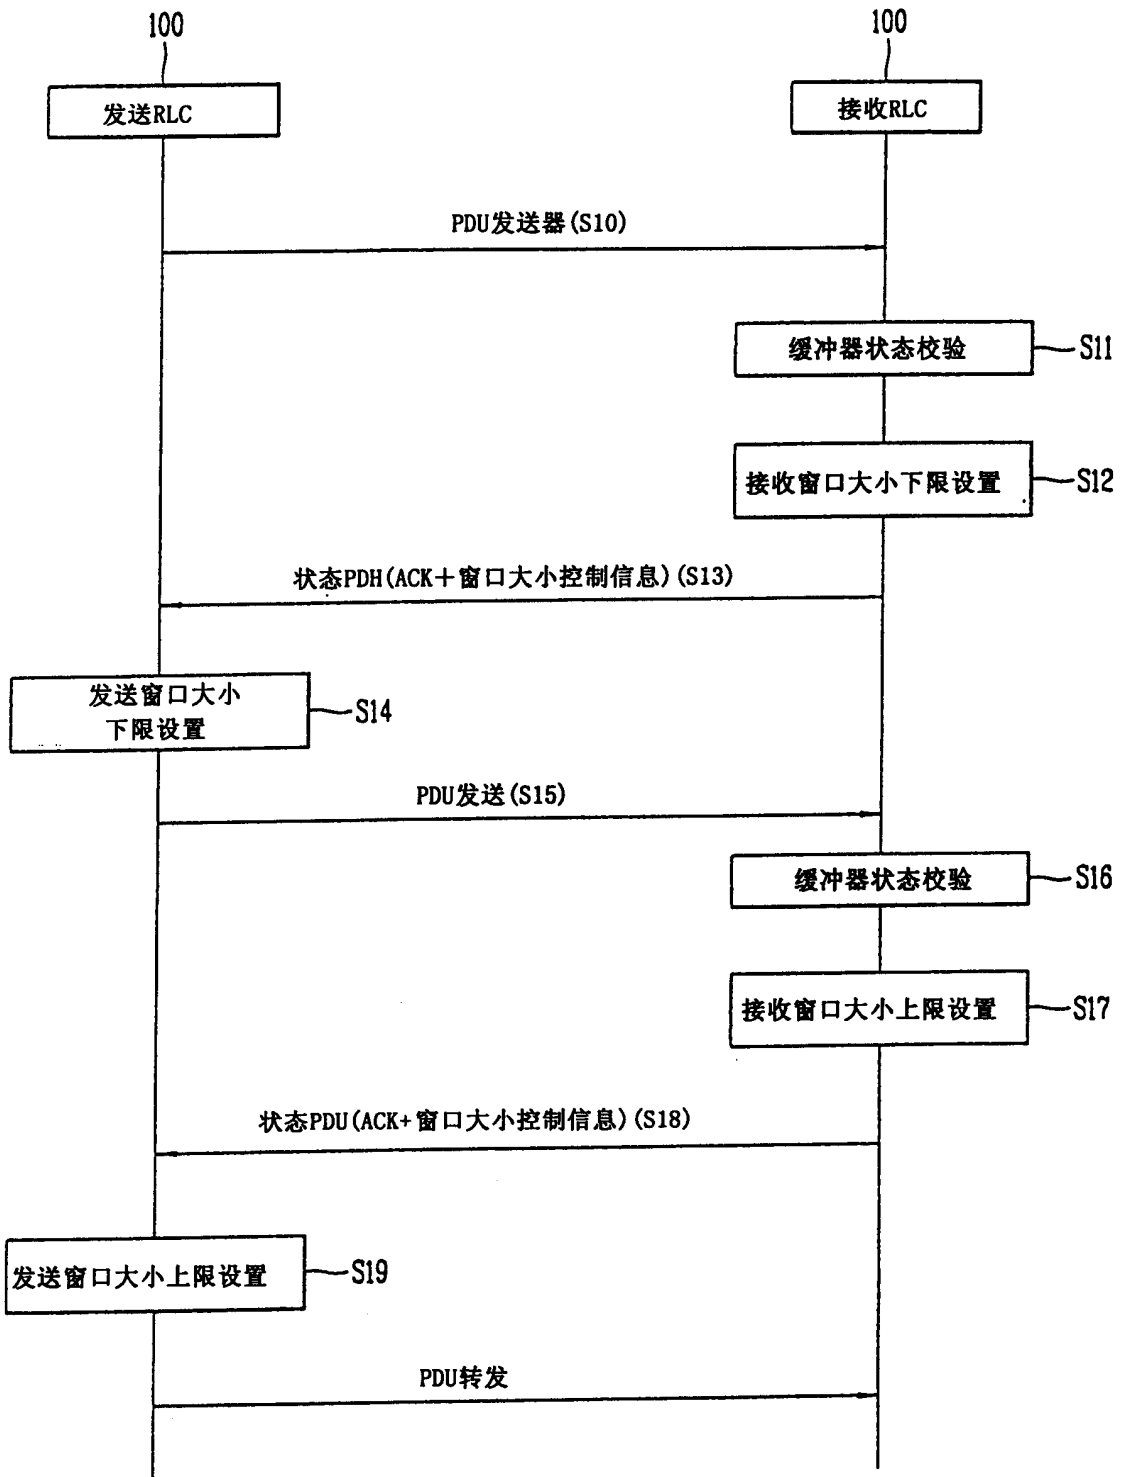 100
100
发送RLC
接收RLC
PDU发送器(S10)
缓冲器状态校验
S11
接收窗口大小下限设置
S12
状态PDH(ACK+窗口大小控制信息)(S13)
发送窗口大小
下限设置
S14
PDU发送(S15)
缓冲器状态校验
S16
接收窗口大小上限设置
S17
状态PDU(ACK+窗口大小控制信息)(S18)
发送窗口大小上限设置
S19
PDU转发